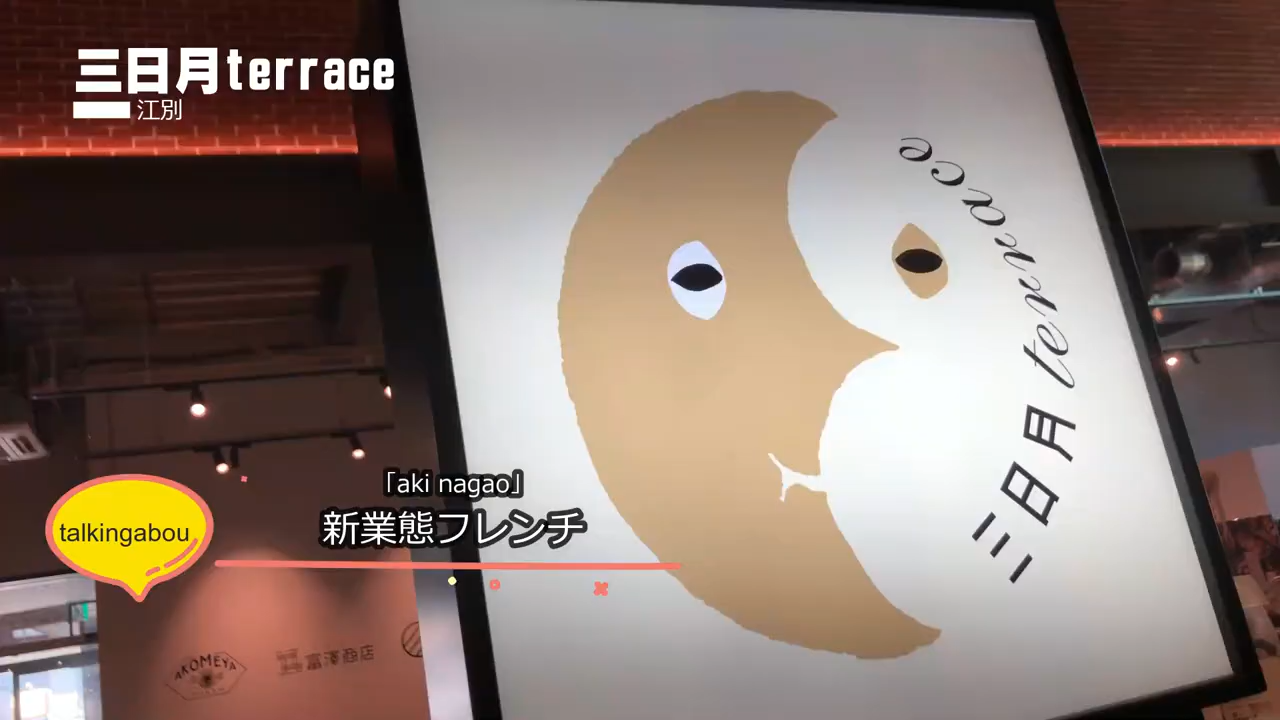 三日月terrace
江別
三日月 terrace
「aki nagao」
新業態フレンチ
talkingabou
AKOMEYA
富澤商店